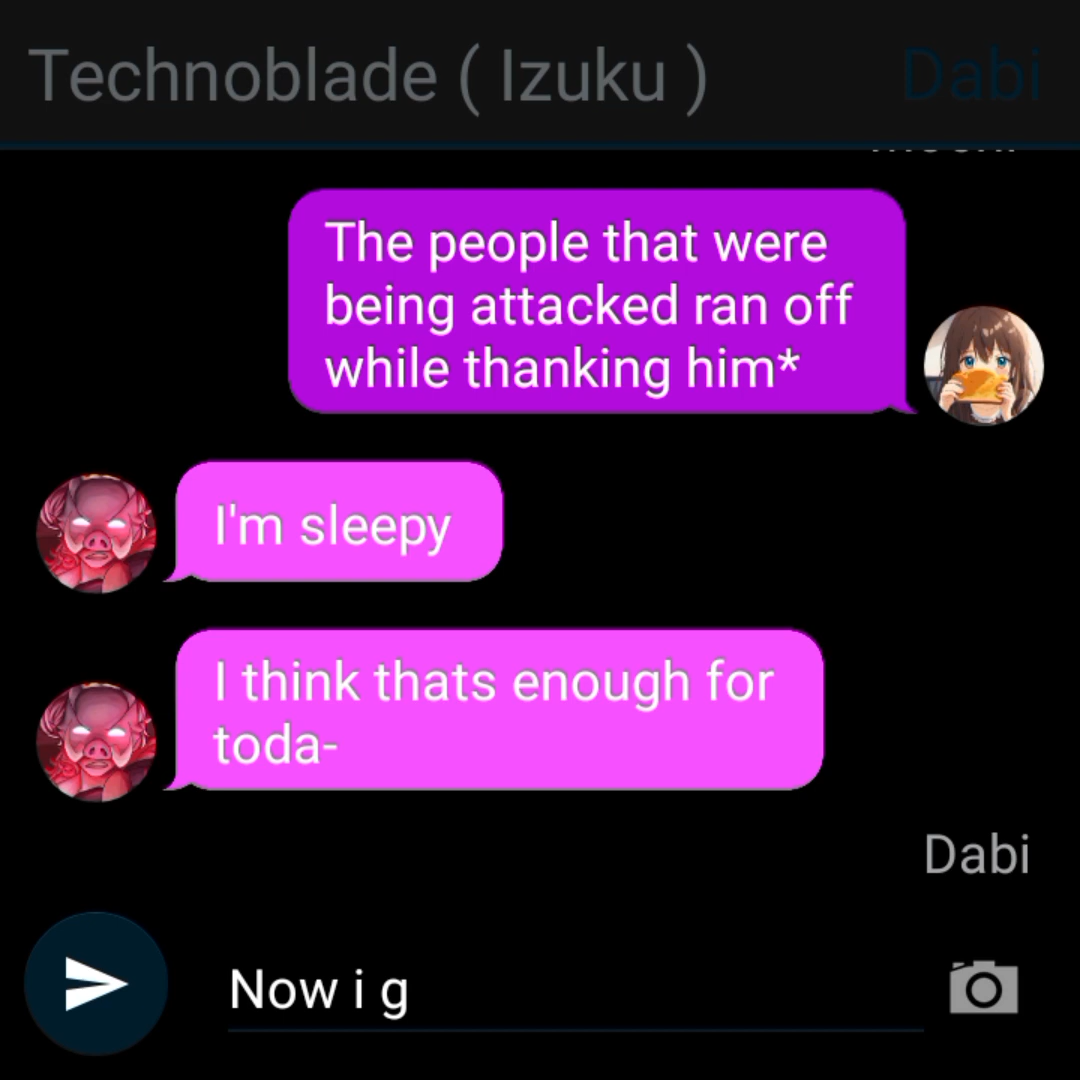 Technoblade ( Izuku ) Dabi
The people that were
being attacked ran off
while thanking him*
I'm sleepy
I think thats enough for
toda-
Dabi
Now i g